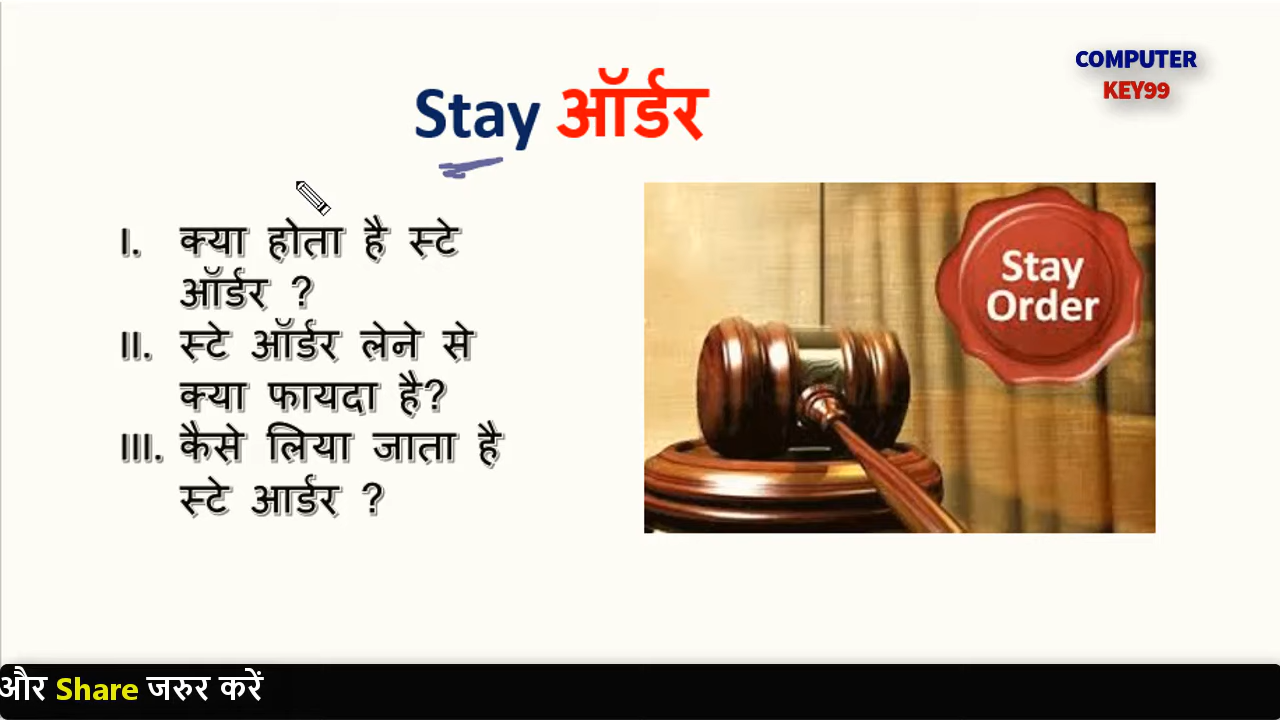 COMPUTER
KEY99
Stay ऑर्डर
I. क्या होता है स्टे
ऑर्डर ?
II. स्टे ऑर्डर लेने से
क्या फायदा है?
III. कैसे लिया जाता है
स्टे आर्डर ?
Stay
Order
और Share जरुर करें